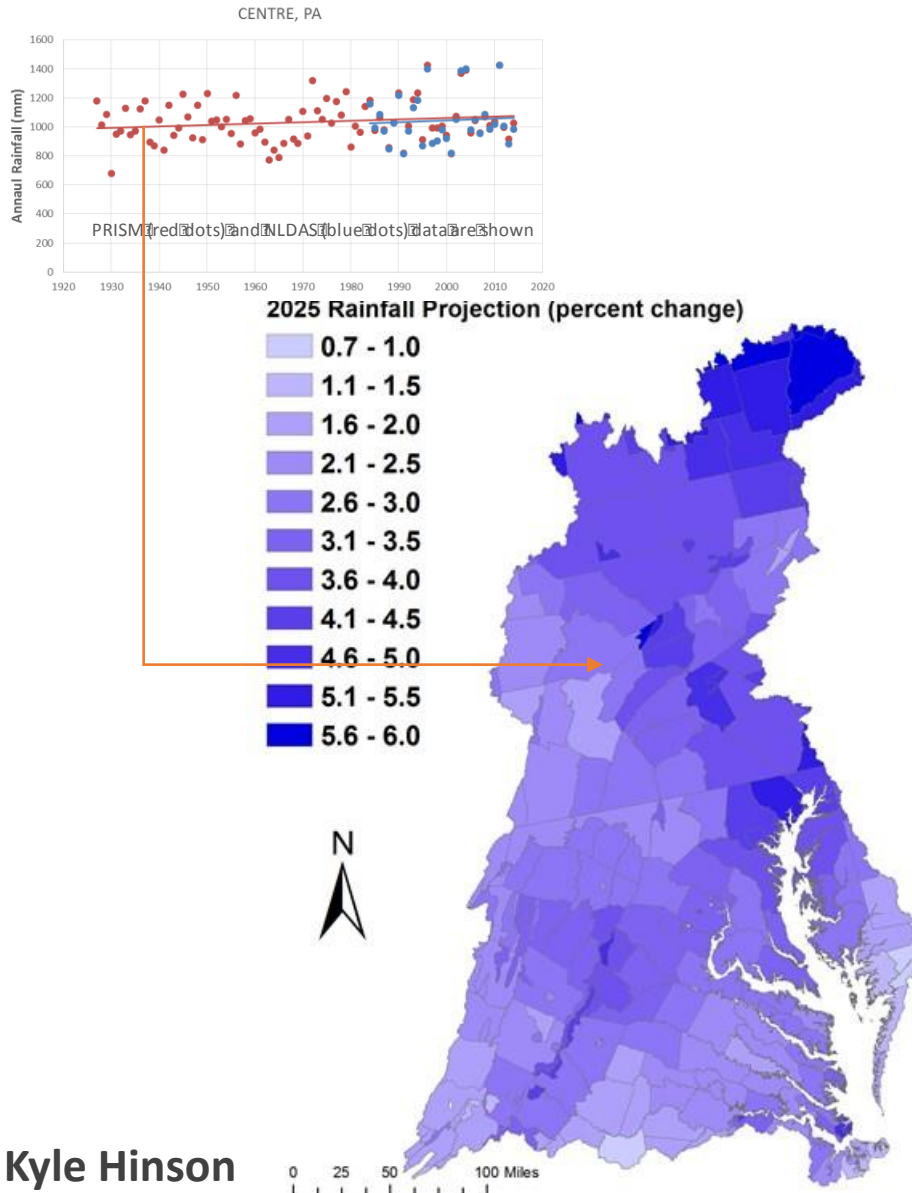 CENTRE, PA
Annaul Rainfall (mm)
1600
1400
1200
1000
800
600
400
200
0
PRISM (red dots) and NLDAS (blue dots) data are shown
1920 1930 1940 1950 1960 1970 1980 1990 2000 2010 2020
2025 Rainfall Projection (percent change)
0.7 - 1.0
1.1 - 1.5
1.6 - 2.0
2.1 - 2.5
2.6 - 3.0
3.1 - 3.5
3.6 - 4.0
4.1 - 4.5
4.6 - 5.0
5.1 - 5.5
5.6 - 6.0
N
Kyle Hinson
0 25 50 100 Miles